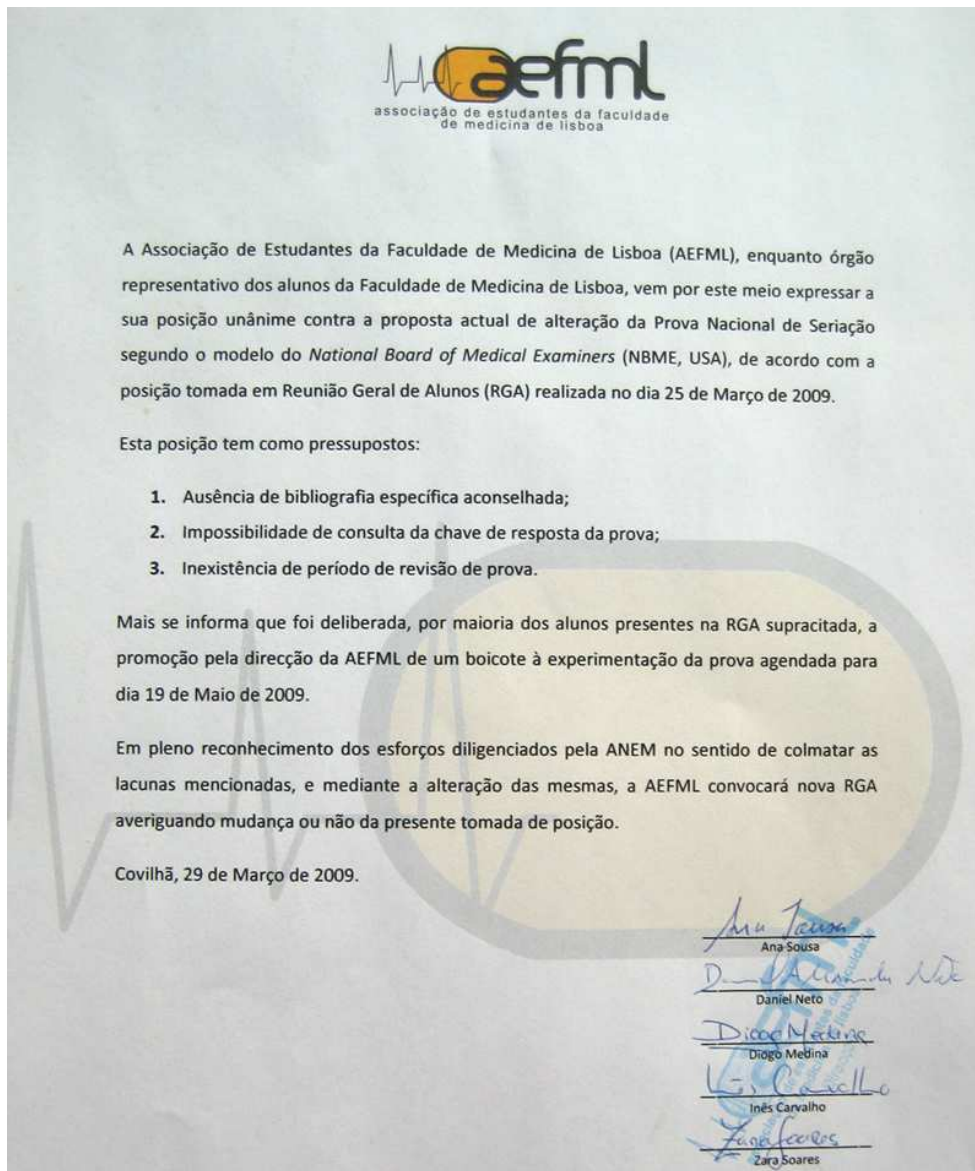 aefml
associação de estudantes da faculdade
de medicina de lisboa
A Associação de Estudantes da Faculdade de Medicina de Lisboa (AEFML), enquanto órgão
representativo dos alunos da Faculdade de Medicina de Lisboa, vem por este meio expressar a
sua posição unânime contra a proposta actual de alteração da Prova Nacional de Seriação
segundo o modelo do National Board of Medical Examiners (NBME, USA), de acordo com a
posição tomada em Reunião Geral de Alunos (RGA) realizada no dia 25 de Março de 2009.
Esta posição tem como pressupostos:
1. Ausência de bibliografia específica aconselhada;
2. Impossibilidade de consulta da chave de resposta da prova;
3. Inexistência de período de revisão de prova.
Mais se informa que foi deliberada, por maioria dos alunos presentes na RGA supracitada, a
promoção pela direcção da AEFML de um boicote à experimentação da prova agendada para
dia 19 de Maio de 2009.
Em pleno reconhecimento dos esforços diligenciados pela ANEM no sentido de colmatar as
lacunas mencionadas, e mediante a alteração das mesmas, a AEFML convocará nova RGA
averiguando mudança ou não da presente tomada de posição.
Covilhã, 29 de Março de 2009.
Ana Sousa
Ana Sousa
Daniel Neto
Diogo Medina
Diogo Medina
Inês Carvalho
Inês Carvalho
Zara Soares
Zara Soares